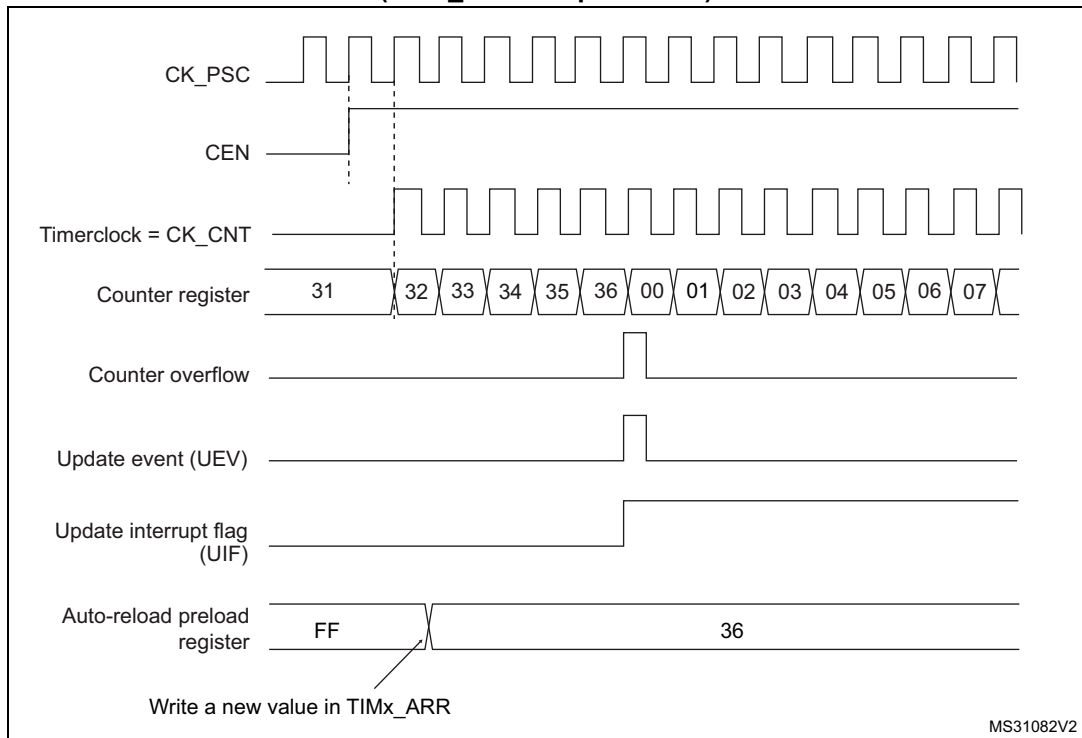 CK_PSC
CEN
Timerclock = CK_CNT
Counter register 31 32 33 34 35 36 00 01 02 03 04 05 06 07
Counter overflow
Update event (UEV)
Update interrupt flag
(UIF)
Auto-reload preload
register
FF 36
Write a new value in TIMx_ARR
MS31082V2